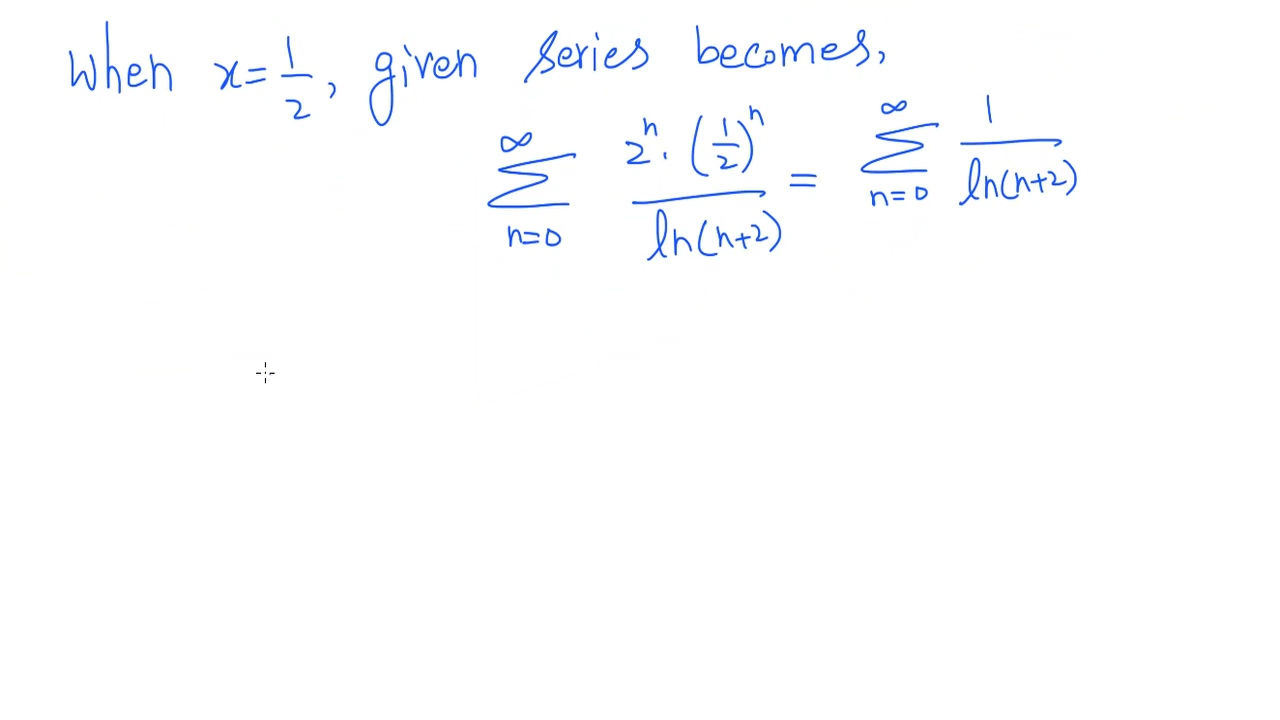 When x = 1/2, given series becomes,
∞∑n=0 2^n · (1/2)^n / ln(n+2) = ∞∑n=0 1 / ln(n+2)